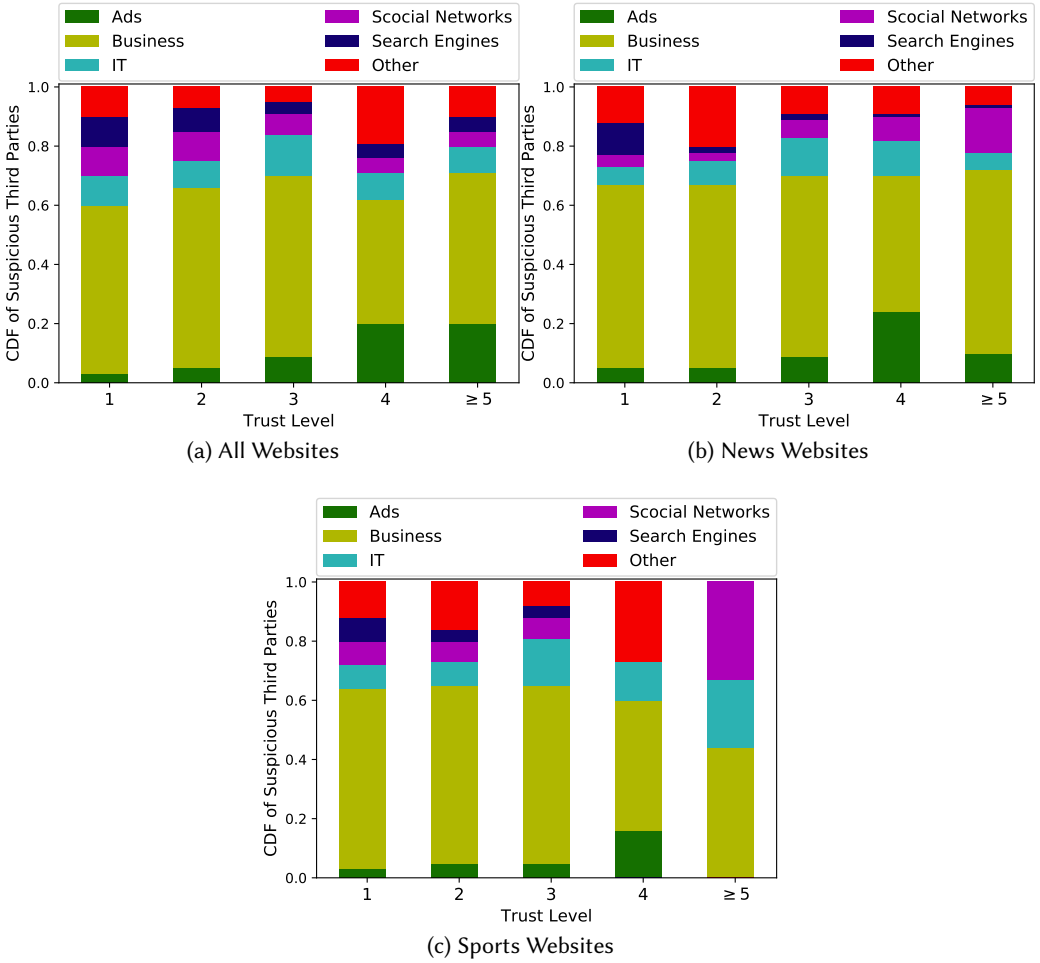 Ads
Business
IT
Scocial Networks
Search Engines
Other
CDF of Suspicious Third Parties
1.0
0.8
0.6
0.4
0.2
0.0
1 2 3 4 ≥ 5
Trust Level
(a) All Websites
Ads
Business
IT
Scocial Networks
Search Engines
Other
CDF of Suspicious Third Parties
1.0
0.8
0.6
0.4
0.2
0.0
1 2 3 4 ≥ 5
Trust Level
(b) News Websites
Ads
Business
IT
Scocial Networks
Search Engines
Other
CDF of Suspicious Third Parties
1.0
0.8
0.6
0.4
0.2
0.0
1 2 3 4 ≥ 5
Trust Level
(c) Sports Websites